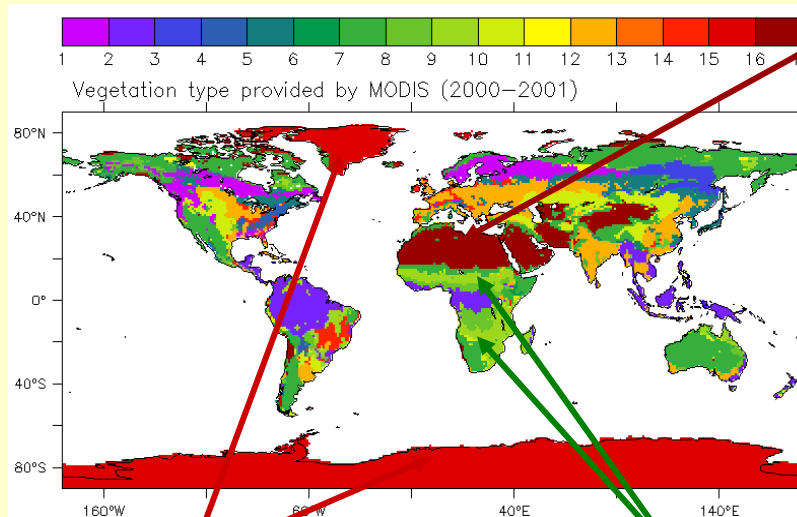 1 2 3 4 5 6 7 8 9 10 11 12 13 14 15 16
Vegetation type provided by MODIS (2000–2001)
80°N
40°N
0°
40°S
80°S
160°W 60°W 40°E 140°E